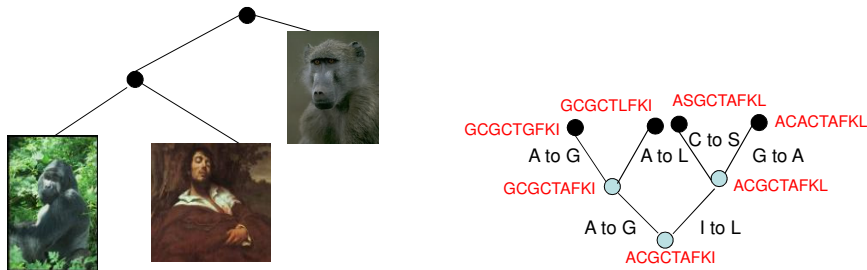 GCGCTLFKI
ASGCTAFKL
GCGCTGFKI
ACACTAFKL
A to G
A to L
C to S
G to A
GCGCTAFKI
ACGCTAFKL
A to G
I to L
ACGCTAFKI